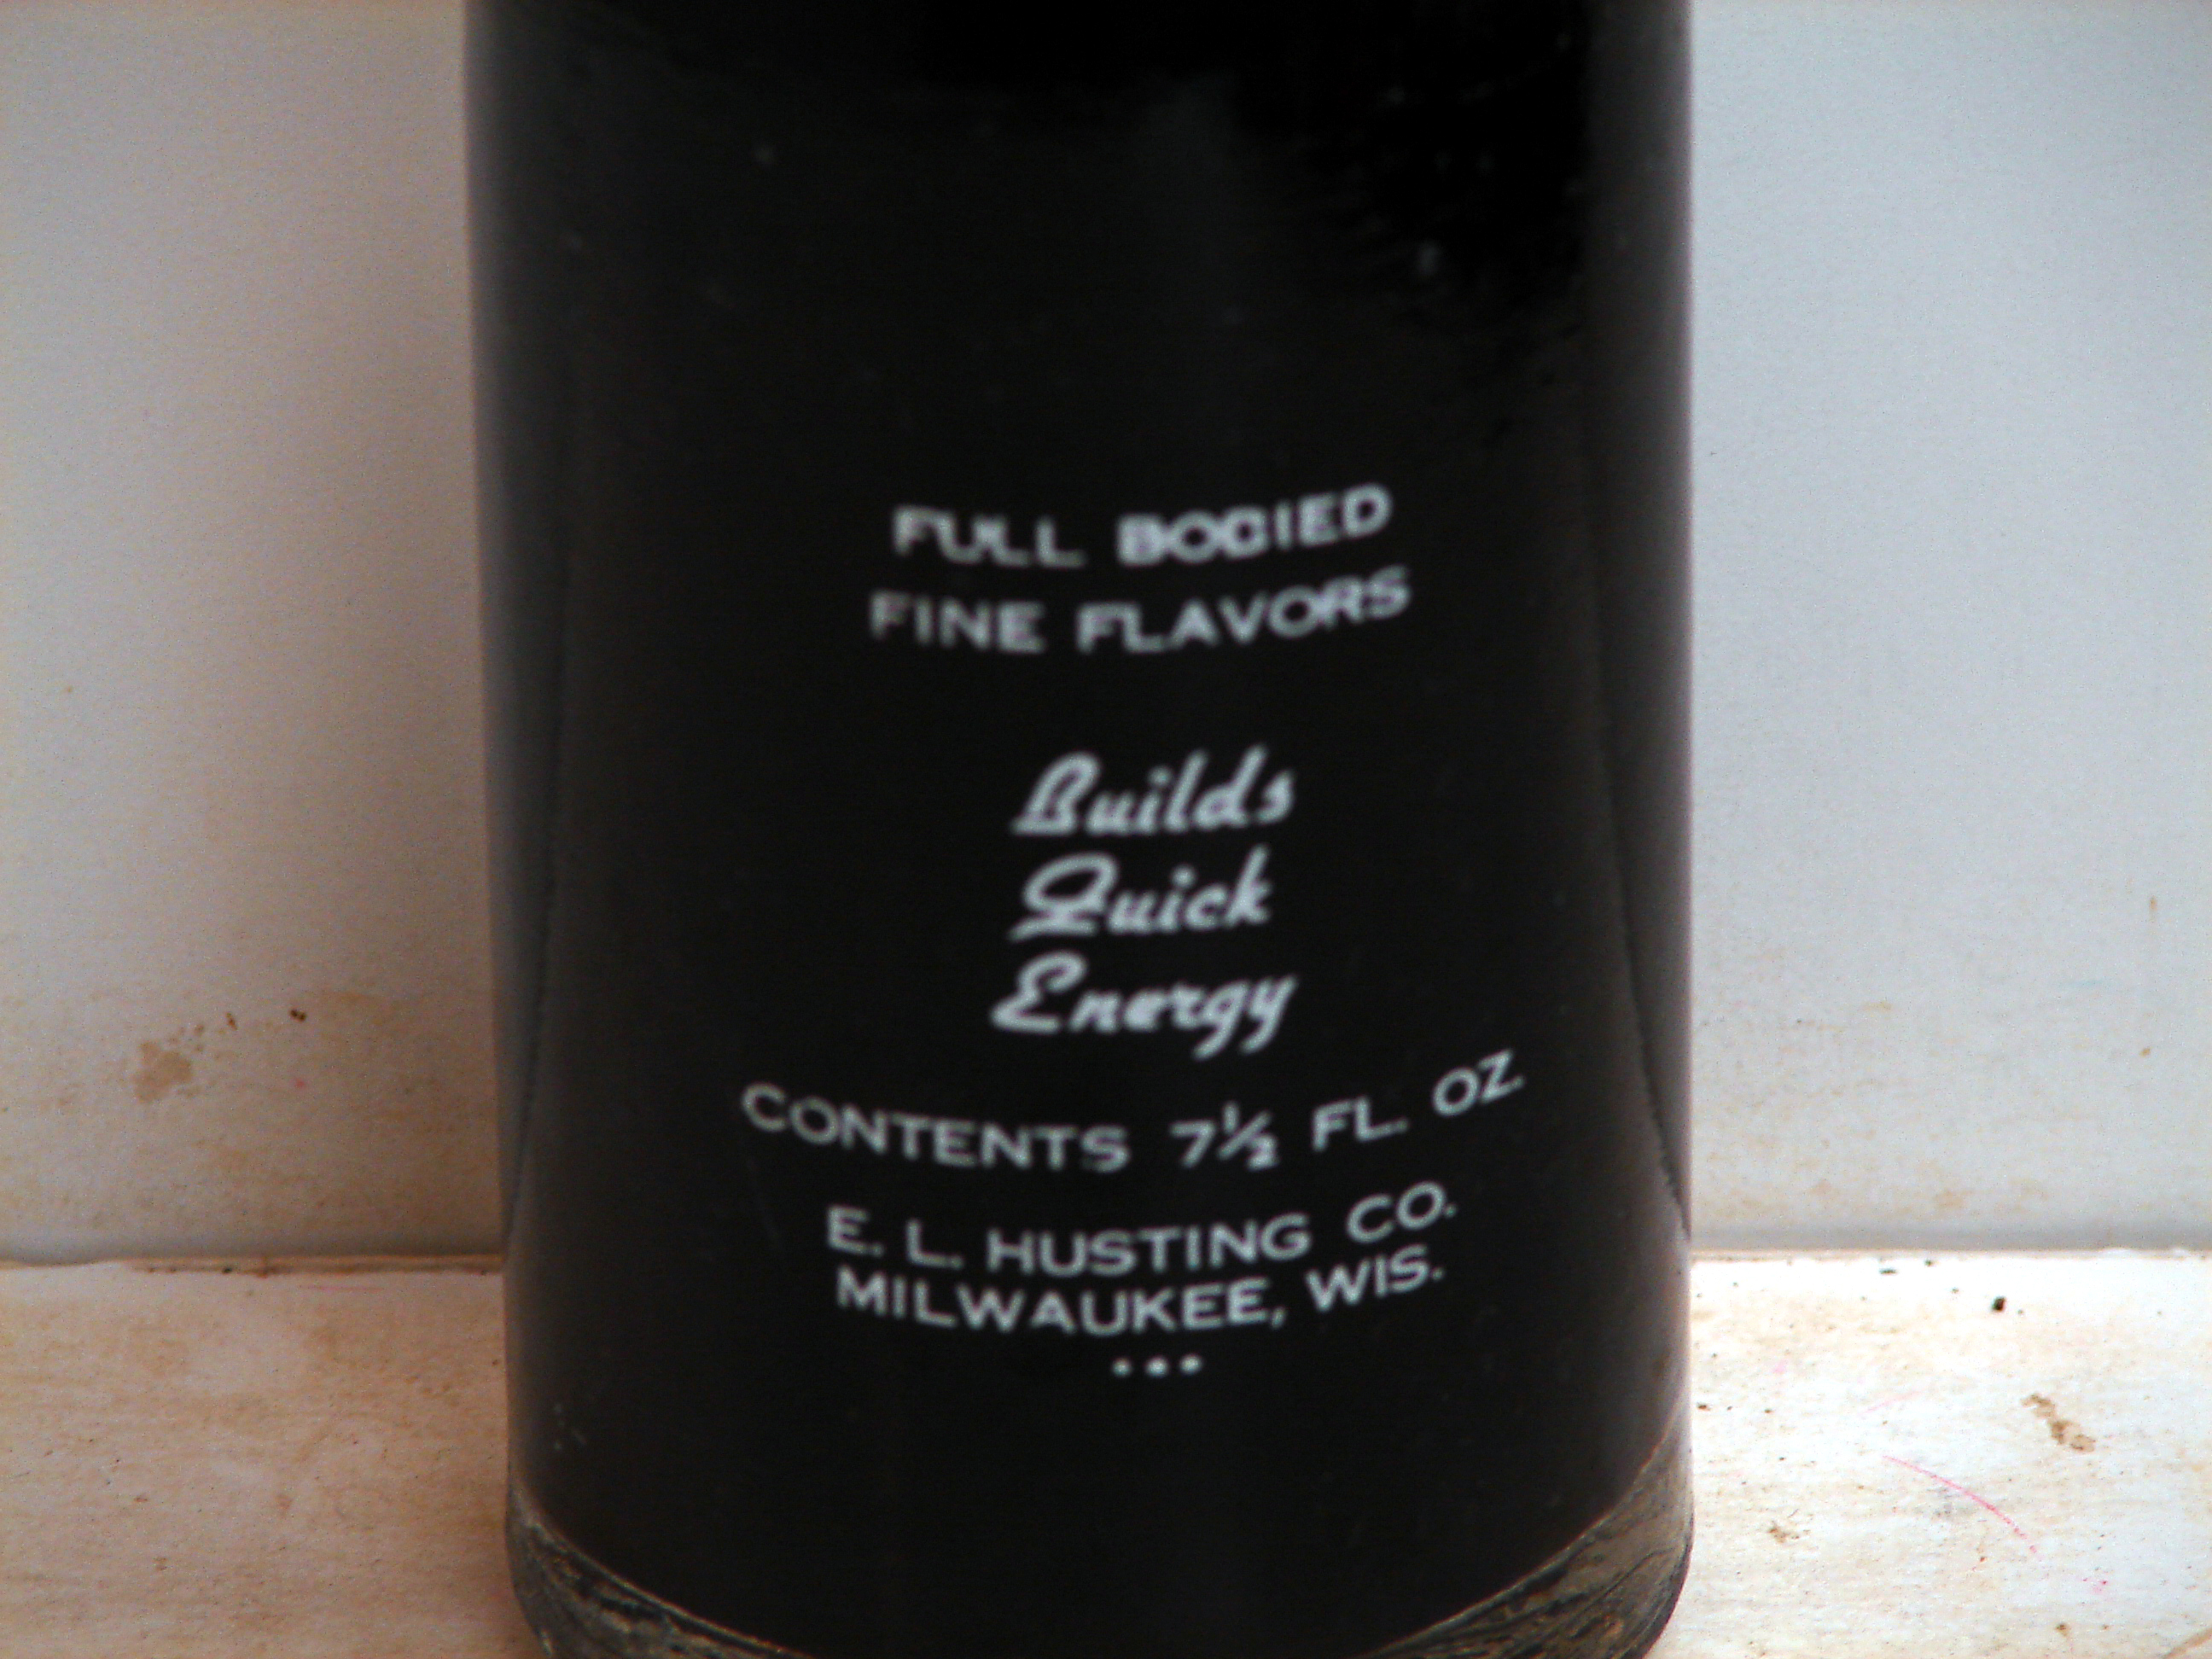 FULL BODIED
FINE FLAVORS
Builds
Quick
Energy
CONTENTS 7½ FL. OZ.
E. L. HUSTING CO.
MILWAUKEE, WIS.